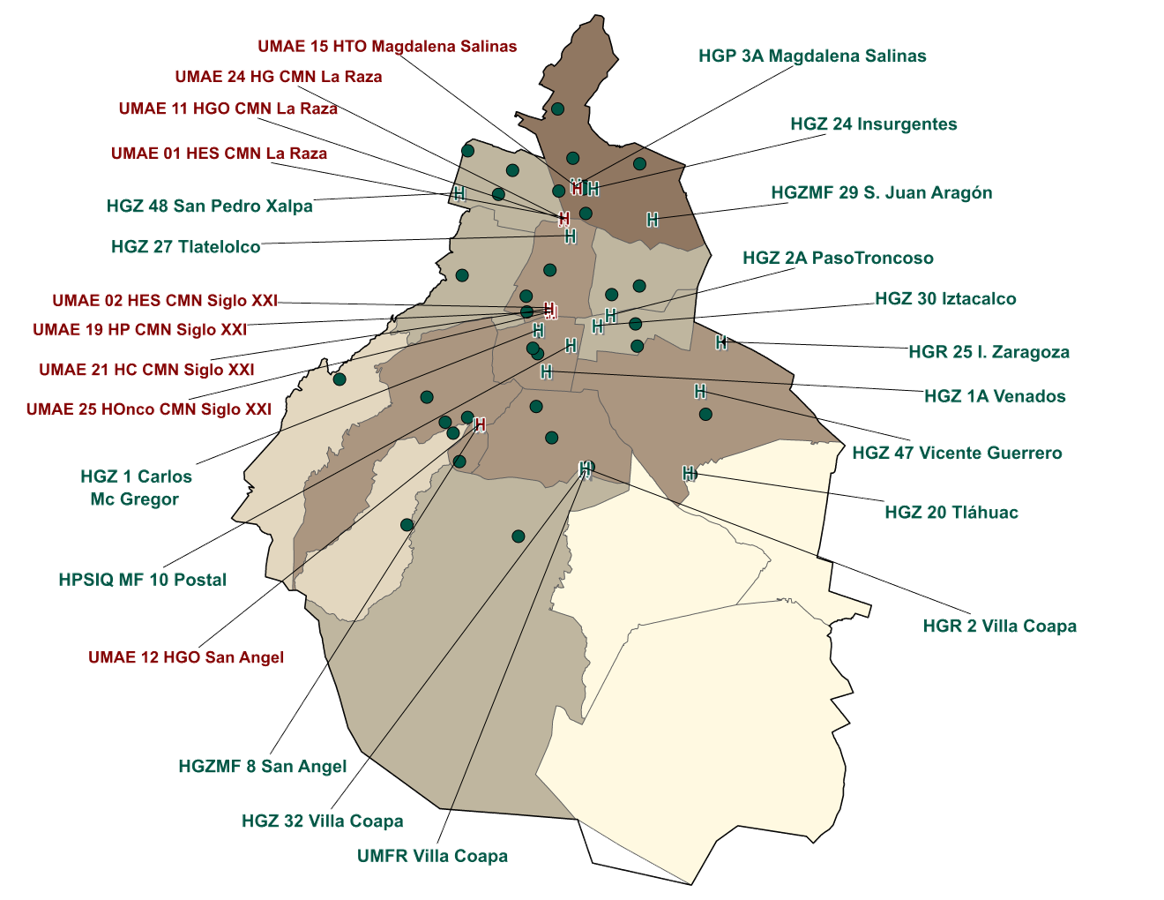 UMAE 15 HTO Magdalena Salinas
HGP 3A Magdalena Salinas
UMAE 24 HG CMN La Raza
UMAE 11 HGO CMN La Raza
HGZ 24 Insurgentes
UMAE 01 HES CMN La Raza
HGZMF 29 S. Juan Aragón
HGZ 48 San Pedro Xalpa
HGZ 27 Tlatelolco
HGZ 2A PasoTroncoso
UMAE 02 HES CMN Siglo XXI
HGZ 30 Iztacalco
UMAE 19 HP CMN Siglo XXI
HGR 25 I. Zaragoza
UMAE 21 HC CMN Siglo XXI
HGZ 1A Venados
UMAE 25 HOnco CMN Siglo XXI
HGZ 47 Vicente Guerrero
HGZ 1 Carlos
Mc Gregor
HGZ 20 Tláhuac
HPSIQ MF 10 Postal
HGR 2 Villa Coapa
UMAE 12 HGO San Angel
HGZMF 8 San Angel
HGZ 32 Villa Coapa
UMFR Villa Coapa